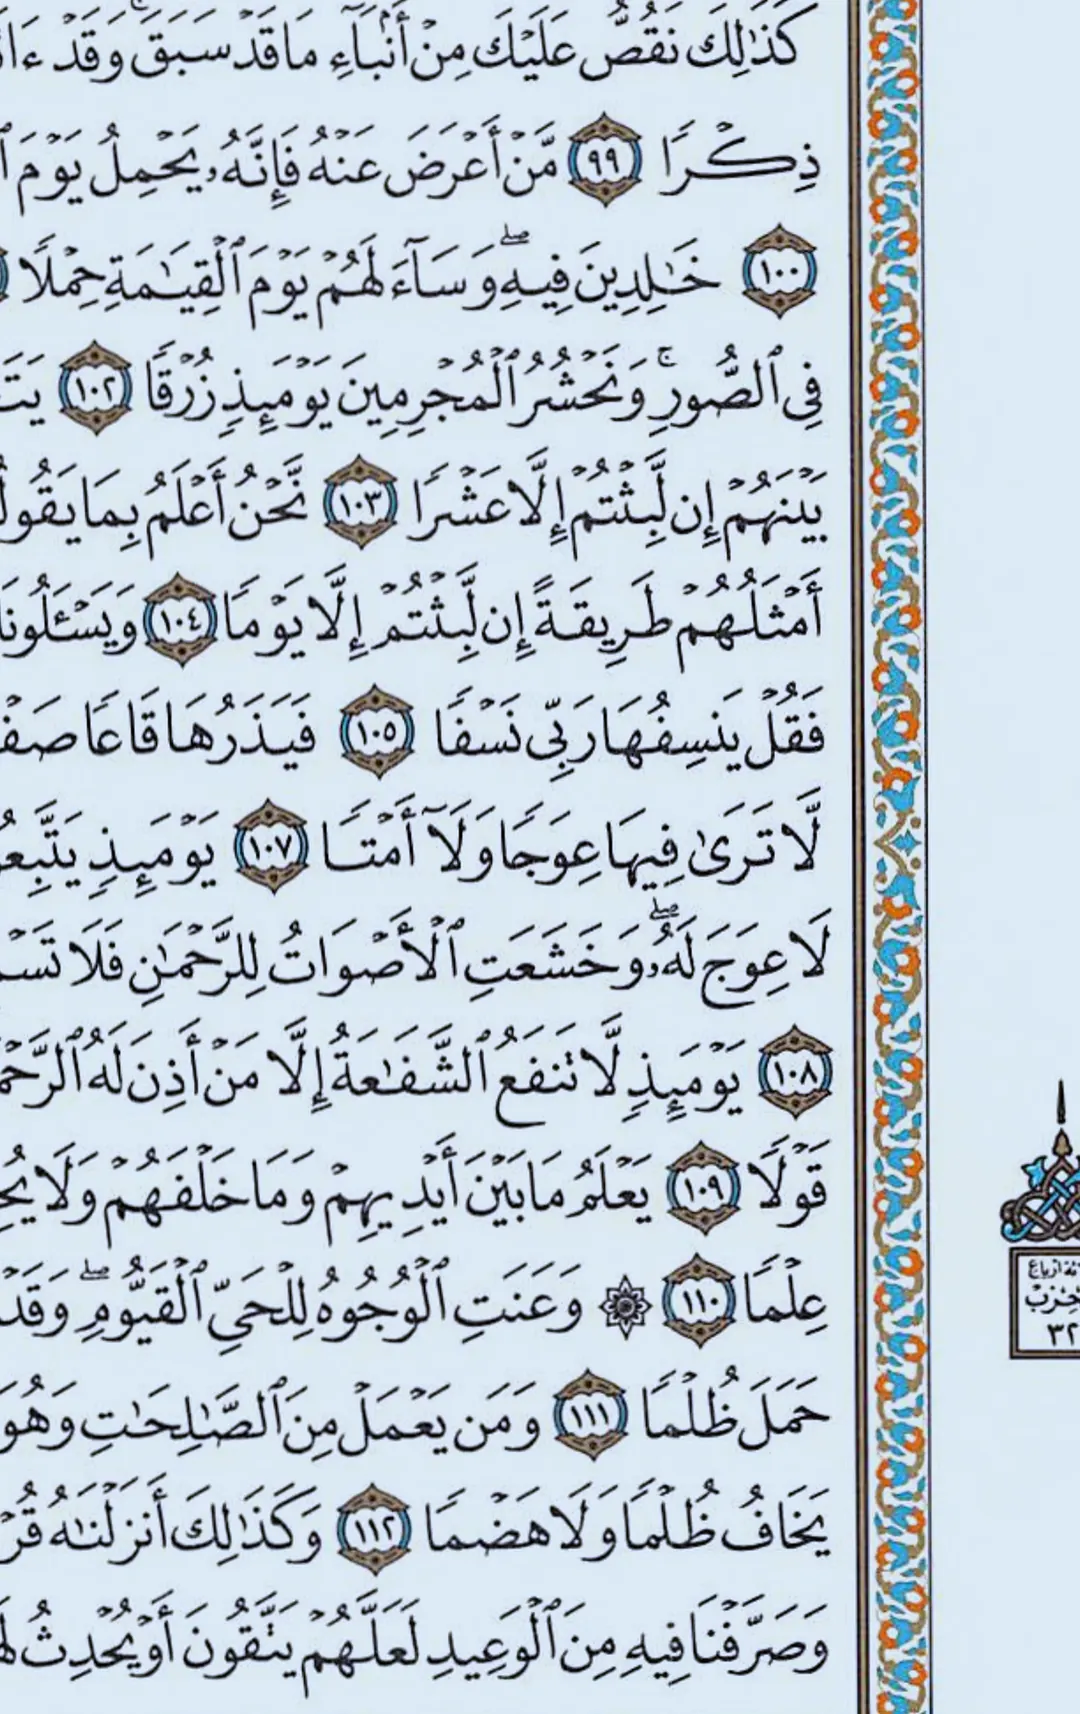 كَذَٰلِكَ نَقُصُّ عَلَيْكَ مِنْ أَنۢبَآءِ مَا قَدْ سَبَقَ ۚ وَقَدْ
ذِكْرًا ٩٩ مَّنْ أَعْرَضَ عَنْهُ فَإِنَّهُۥ يَحْمِلُ يَوْمَ
١٠٠ خَـٰلِدِينَ فِيهِ ۖ وَسَآءَ لَهُمْ يَوْمَ ٱلْقِيَـٰمَةِ حِمْلًا
فِى ٱلصُّورِ ۚ وَنَحْشُرُ ٱلْمُجْرِمِينَ يَوْمَئِذٍ زُرْقًا ١٠٢
بَيْنَهُمْ إِن لَّبِثْتُمْ إِلَّا عَشْرًا ١٠٣ نَّحْنُ أَعْلَمُ بِمَا
أَمْثَلُهُمْ طَرِيقَةً إِن لَّبِثْتُمْ إِلَّا يَوْمًا ١٠٤
فَقُلْ يَنسِفُهَا رَبِّى نَسْفًا ١٠٥ فَيَذَرُهَا قَاعًا
لَّا تَرَىٰ فِيهَا عِوَجًا وَلَآ أَمْتًا ١٠٧ يَوْمَئِذٍ
لَا عِوَجَ لَهُۥ ۖ وَخَشَعَتِ ٱلْأَصْوَاتُ لِلرَّحْمَـٰنِ فَلَا
١٠٨ يَوْمَئِذٍ لَّا تَنفَعُ ٱلشَّفَـٰعَةُ إِلَّا مَنْ أَذِنَ لَهُ
قَوْلًا ١٠٩ يَعْلَمُ مَا بَيْنَ أَيْدِيهِمْ وَمَا خَلْفَهُمْ وَلَا
عِلْمًا ١١٠ ۞ وَعَنَتِ ٱلْوُجُوهُ لِلْحَىِّ ٱلْقَيُّومِ ۖ وَقَدْ
حَمَلَ ظُلْمًا ١١١ وَمَن يَعْمَلْ مِنَ ٱلصَّـٰلِحَـٰتِ وَهُوَ
يَخَافُ ظُلْمًا وَلَا هَضْمًا ١١٢ وَكَذَٰلِكَ أَنزَلْنَـٰهُ
وَصَرَّفْنَا فِيهِ مِنَ ٱلْوَعِيدِ لَعَلَّهُمْ يَتَّقُونَ أَوْ يُحْدِثُ
أرباع
٣٢